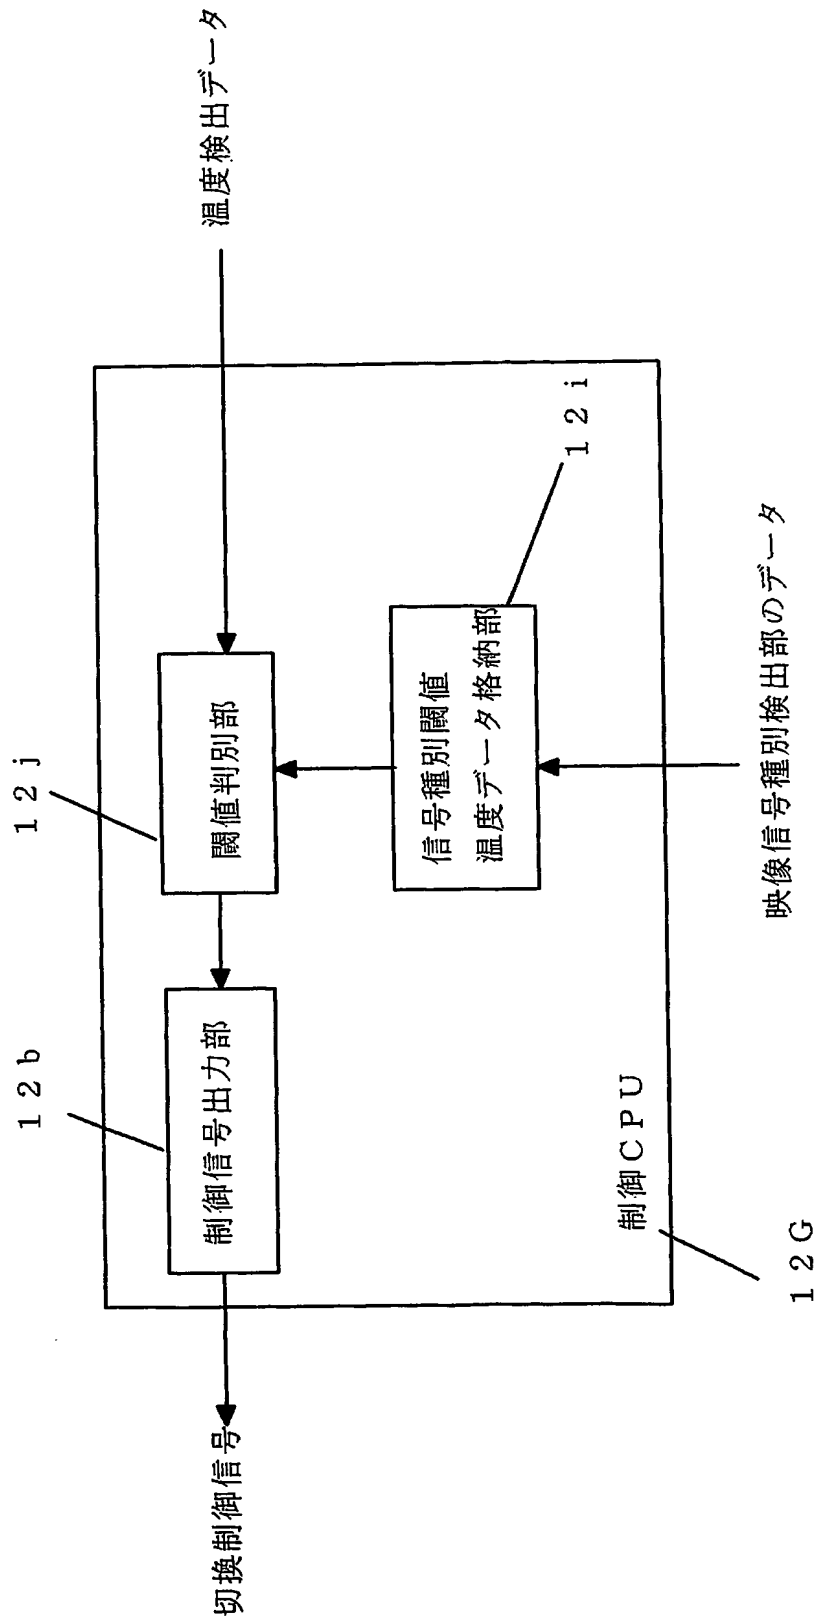 温度検出データ
12j
閾値判別部
12i
信号種別閾値
温度データ格納部
映像信号種別検出部のデータ
12b
制御信号出力部
制御CPU
12G
切換制御信号